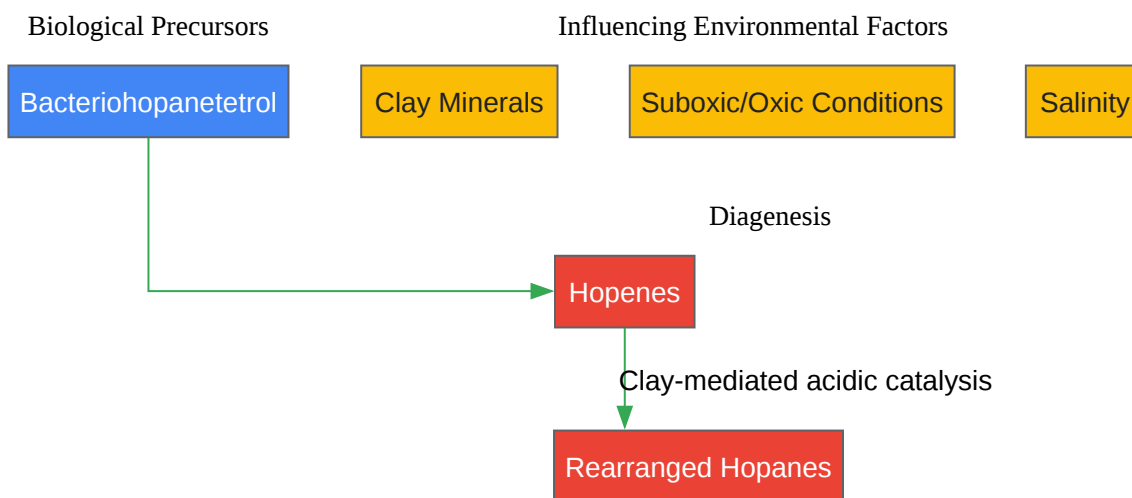 Biological Precursors
Influencing Environmental Factors
Bacteriohopanetetrol
Clay Minerals
Suboxic/Oxic Conditions
Salinity
Diagenesis
Hopenes
Clay-mediated acidic catalysis
Rearranged Hopanes